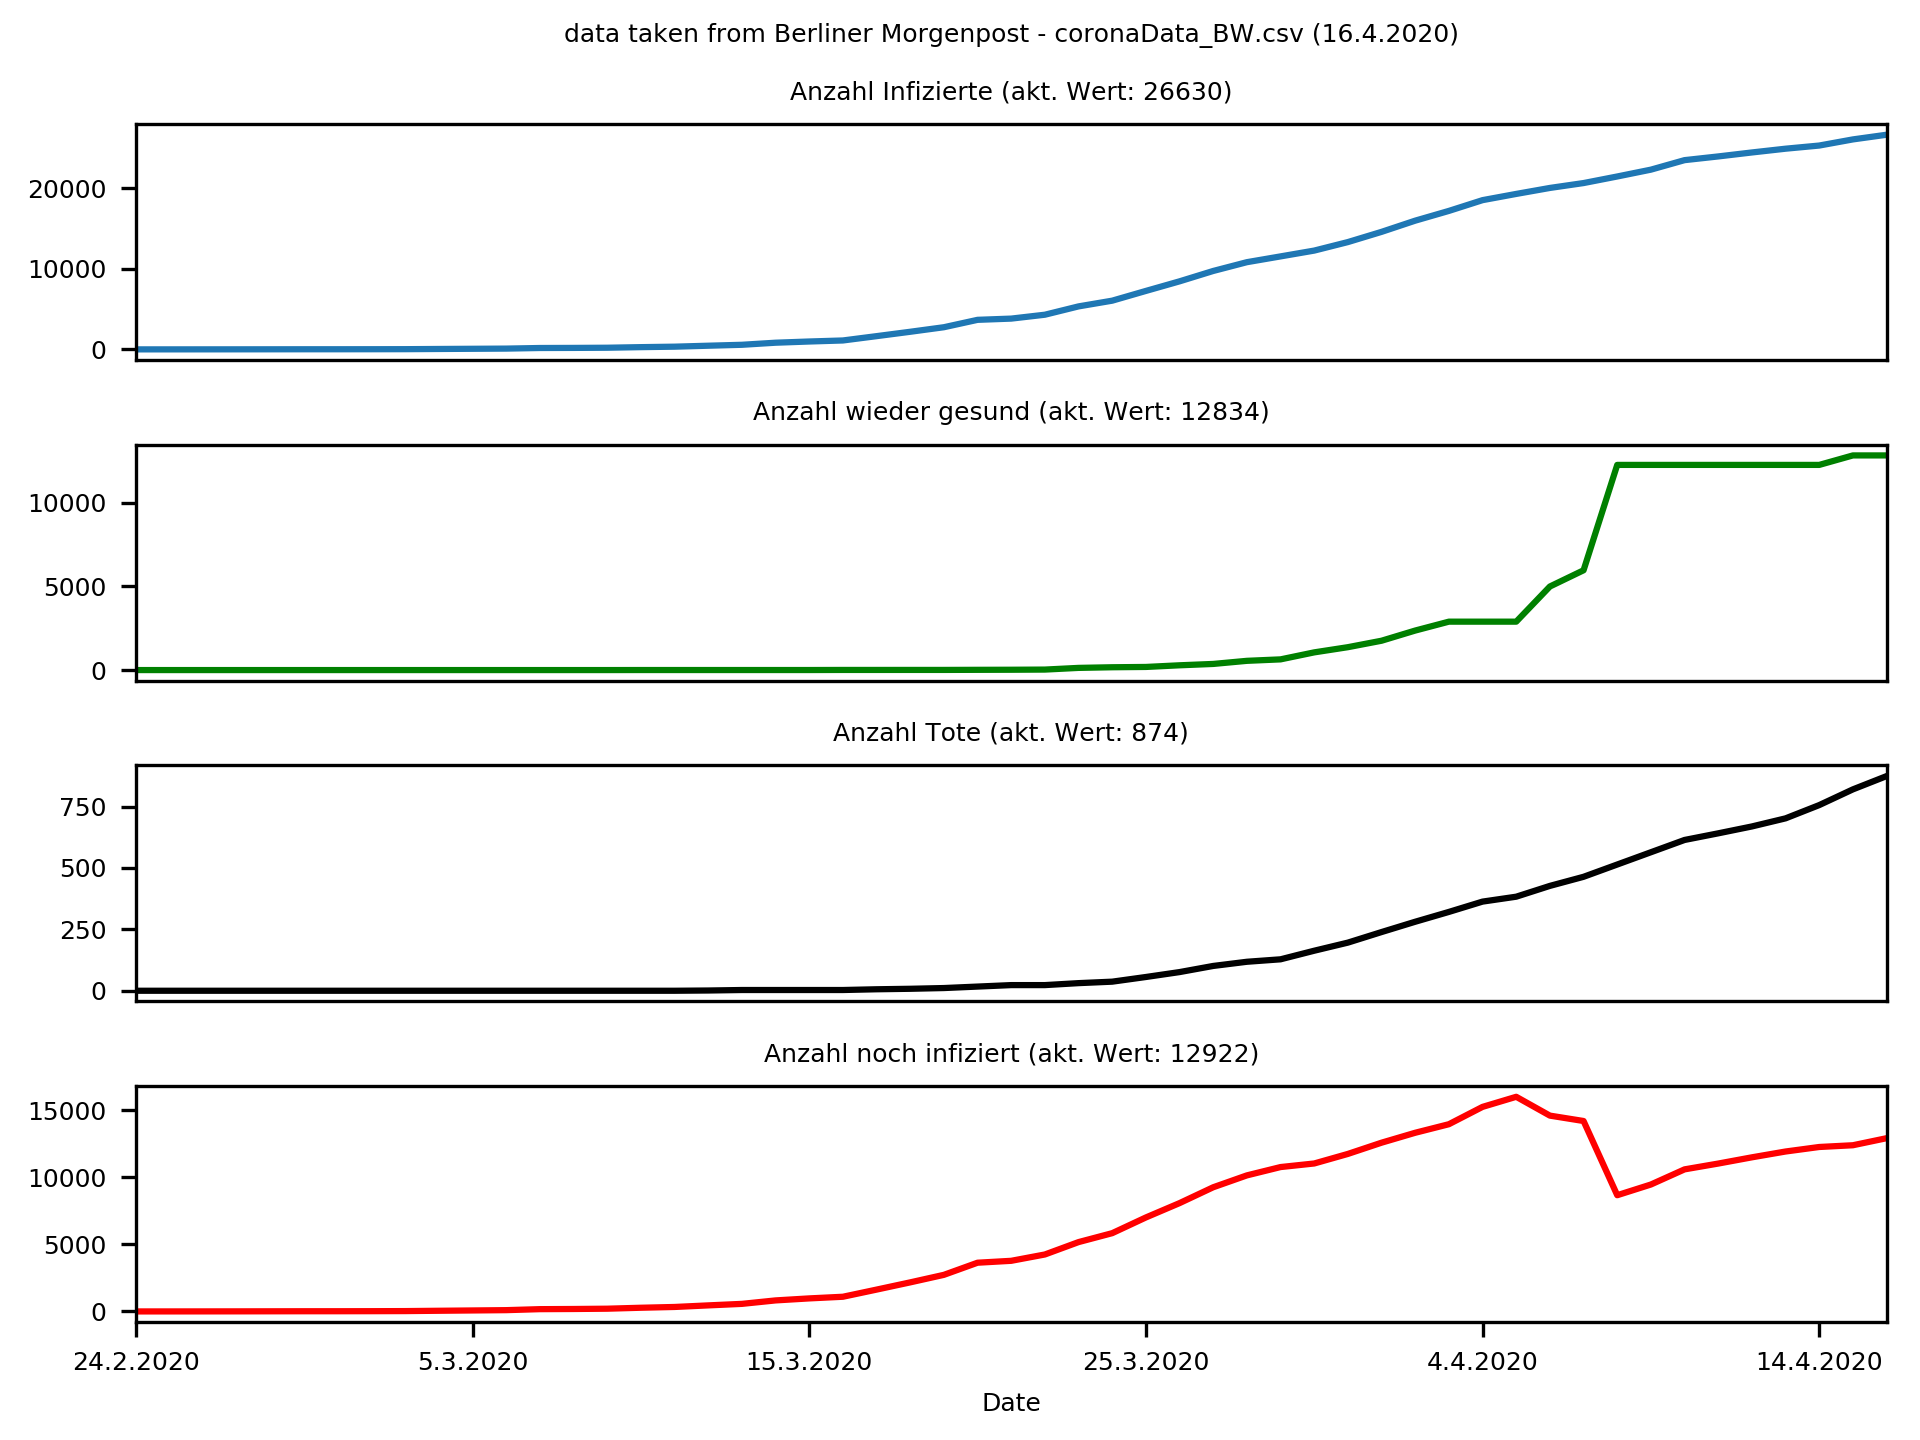 data taken from Berliner Morgenpost - coronaData_BW.csv (16.4.2020)
Anzahl Infizierte (akt. Wert: 26630)
20000
10000
0
Anzahl wieder gesund (akt. Wert: 12834)
10000
5000
0
Anzahl Tote (akt. Wert: 874)
750
500
250
0
Anzahl noch infiziert (akt. Wert: 12922)
15000
10000
5000
0
24.2.2020 5.3.2020 15.3.2020 25.3.2020 4.4.2020 14.4.2020
Date